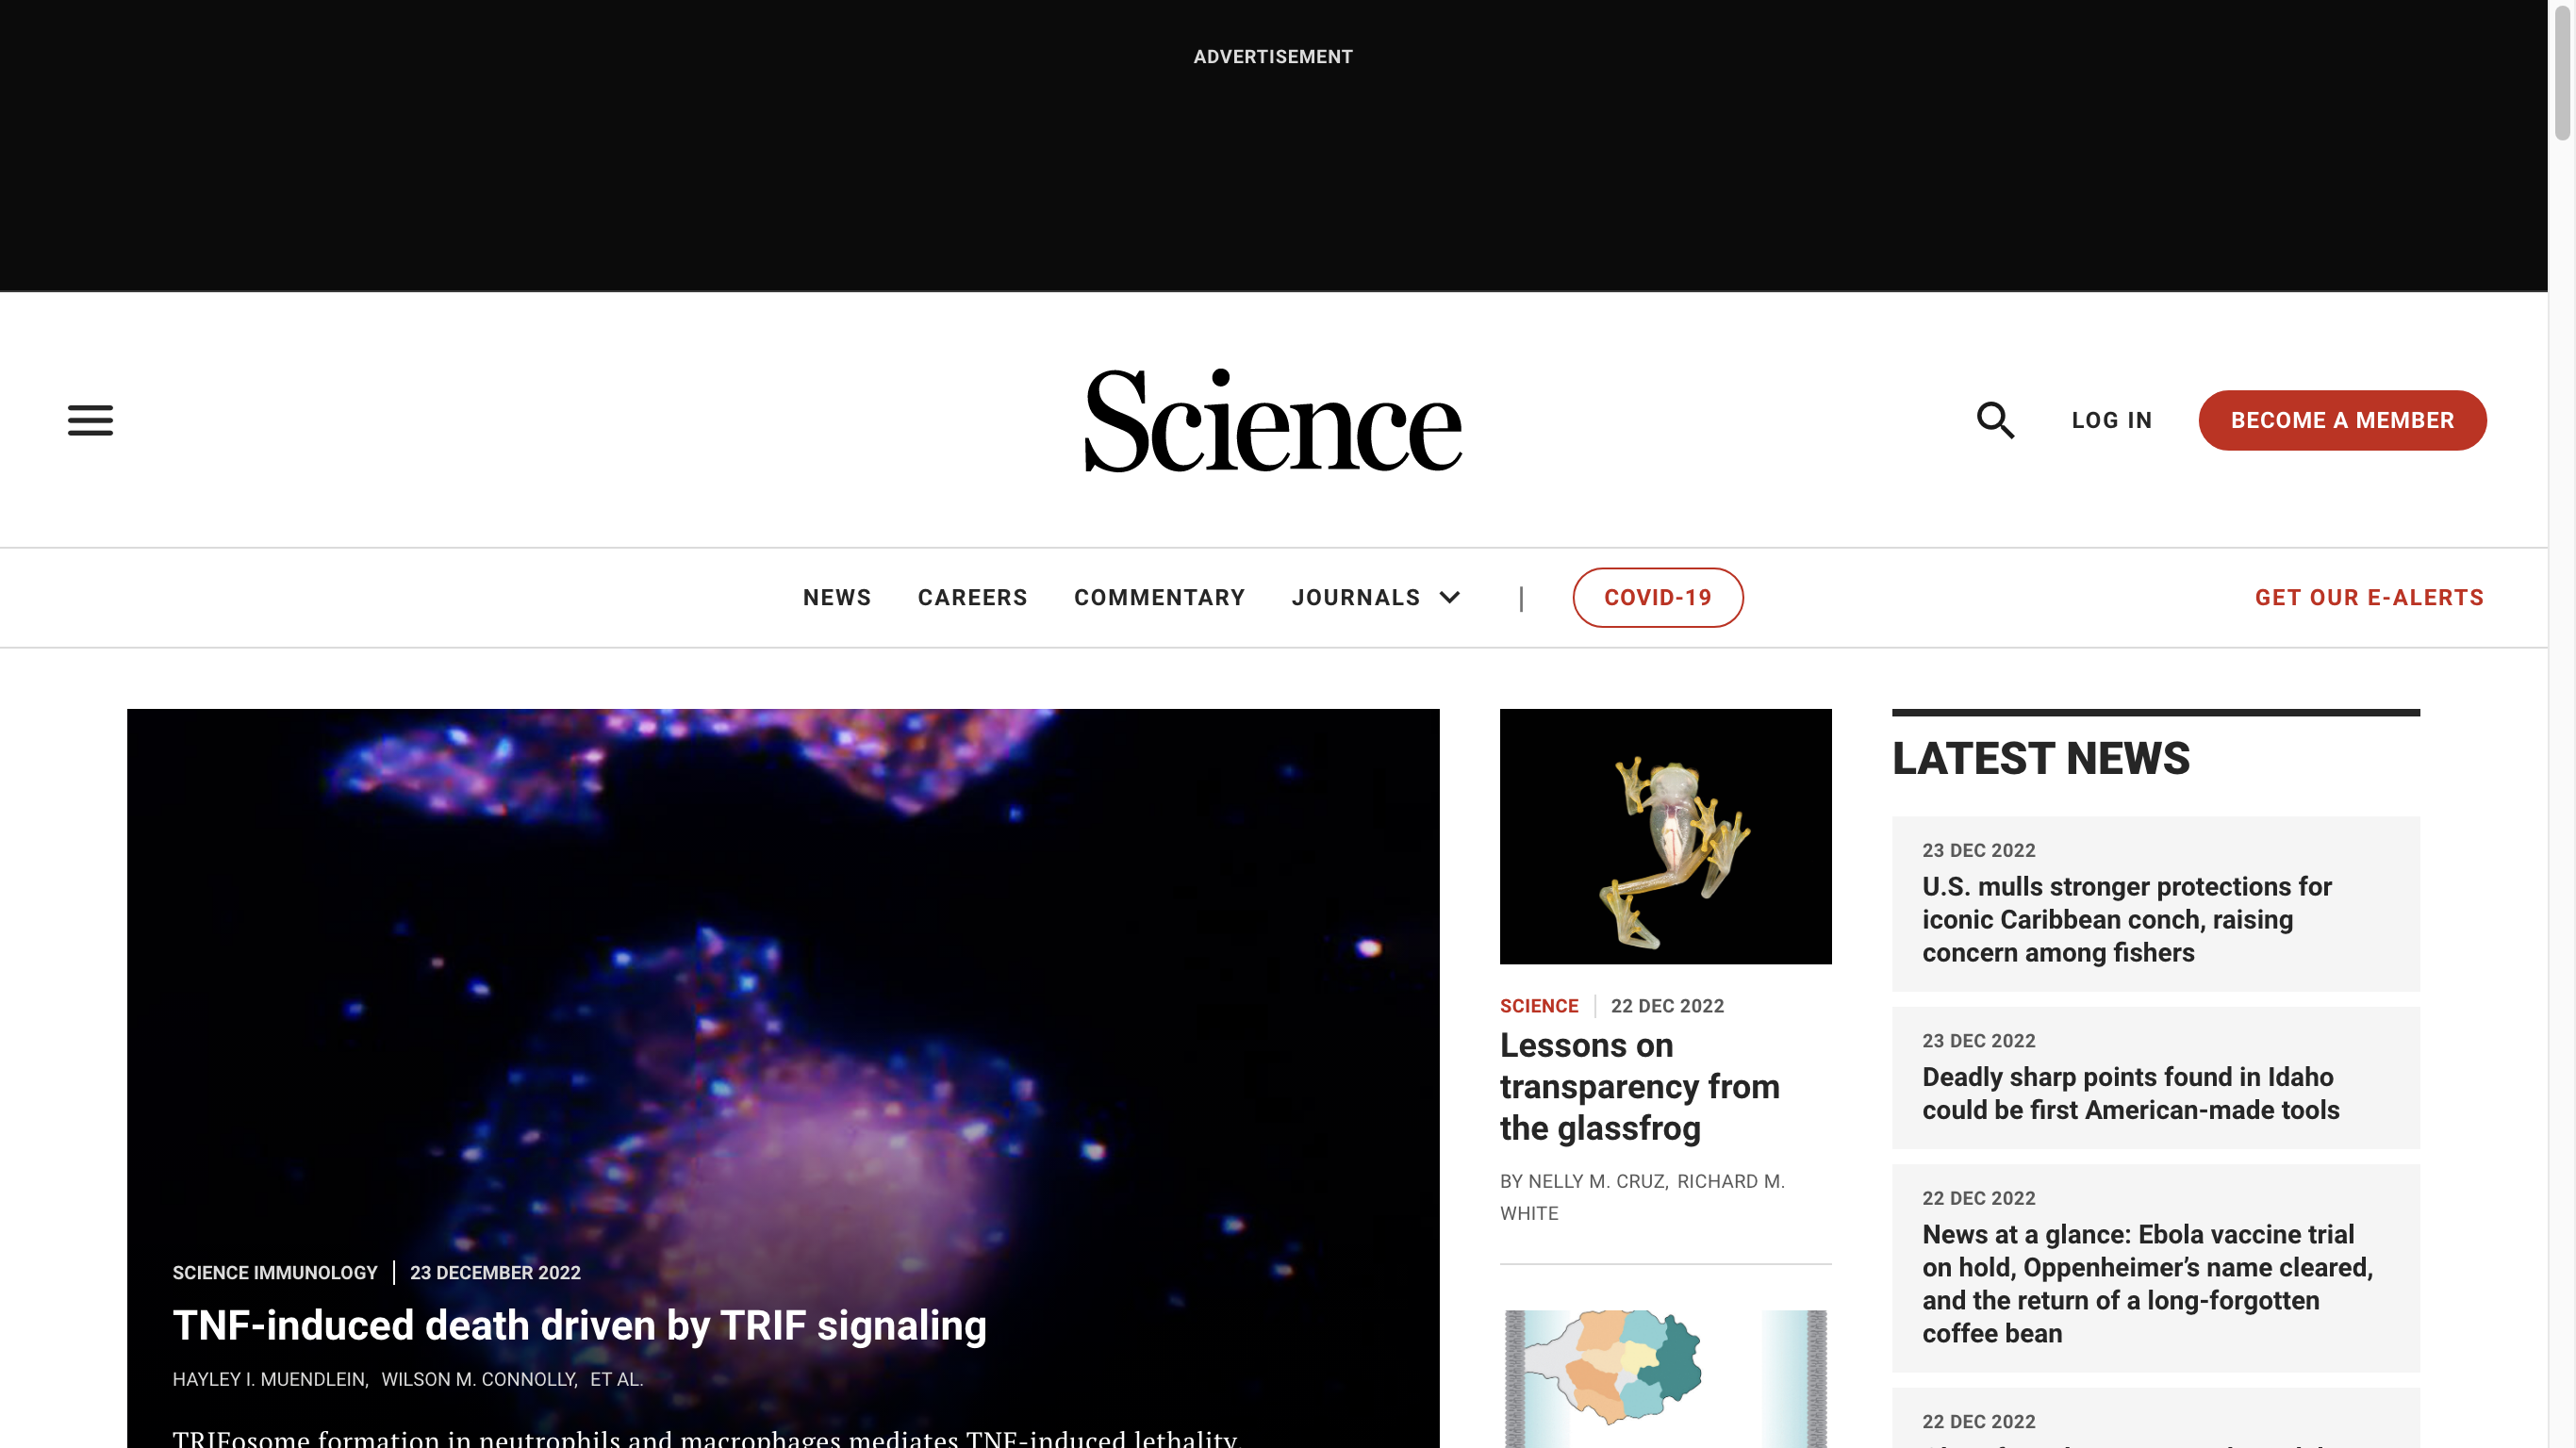 ADVERTISEMENT
Science
LOG IN
BECOME A MEMBER
NEWS
CAREERS
COMMENTARY
JOURNALS
|
COVID-19
GET OUR E-ALERTS
SCIENCE IMMUNOLOGY | 23 DECEMBER 2022
TNF-induced death driven by TRIF signaling
HAYLEY I. MUENDLEIN, WILSON M. CONNOLLY, ET AL.
TRIFosome formation in neutrophils and macrophages mediates TNF-induced lethality.
SCIENCE | 22 DEC 2022
Lessons on
transparency from
the glassfrog
BY NELLY M. CRUZ, RICHARD M.
WHITE
LATEST NEWS
23 DEC 2022
U.S. mulls stronger protections for
iconic Caribbean conch, raising
concern among fishers
23 DEC 2022
Deadly sharp points found in Idaho
could be first American-made tools
22 DEC 2022
News at a glance: Ebola vaccine trial
on hold, Oppenheimer’s name cleared,
and the return of a long-forgotten
coffee bean
22 DEC 2022